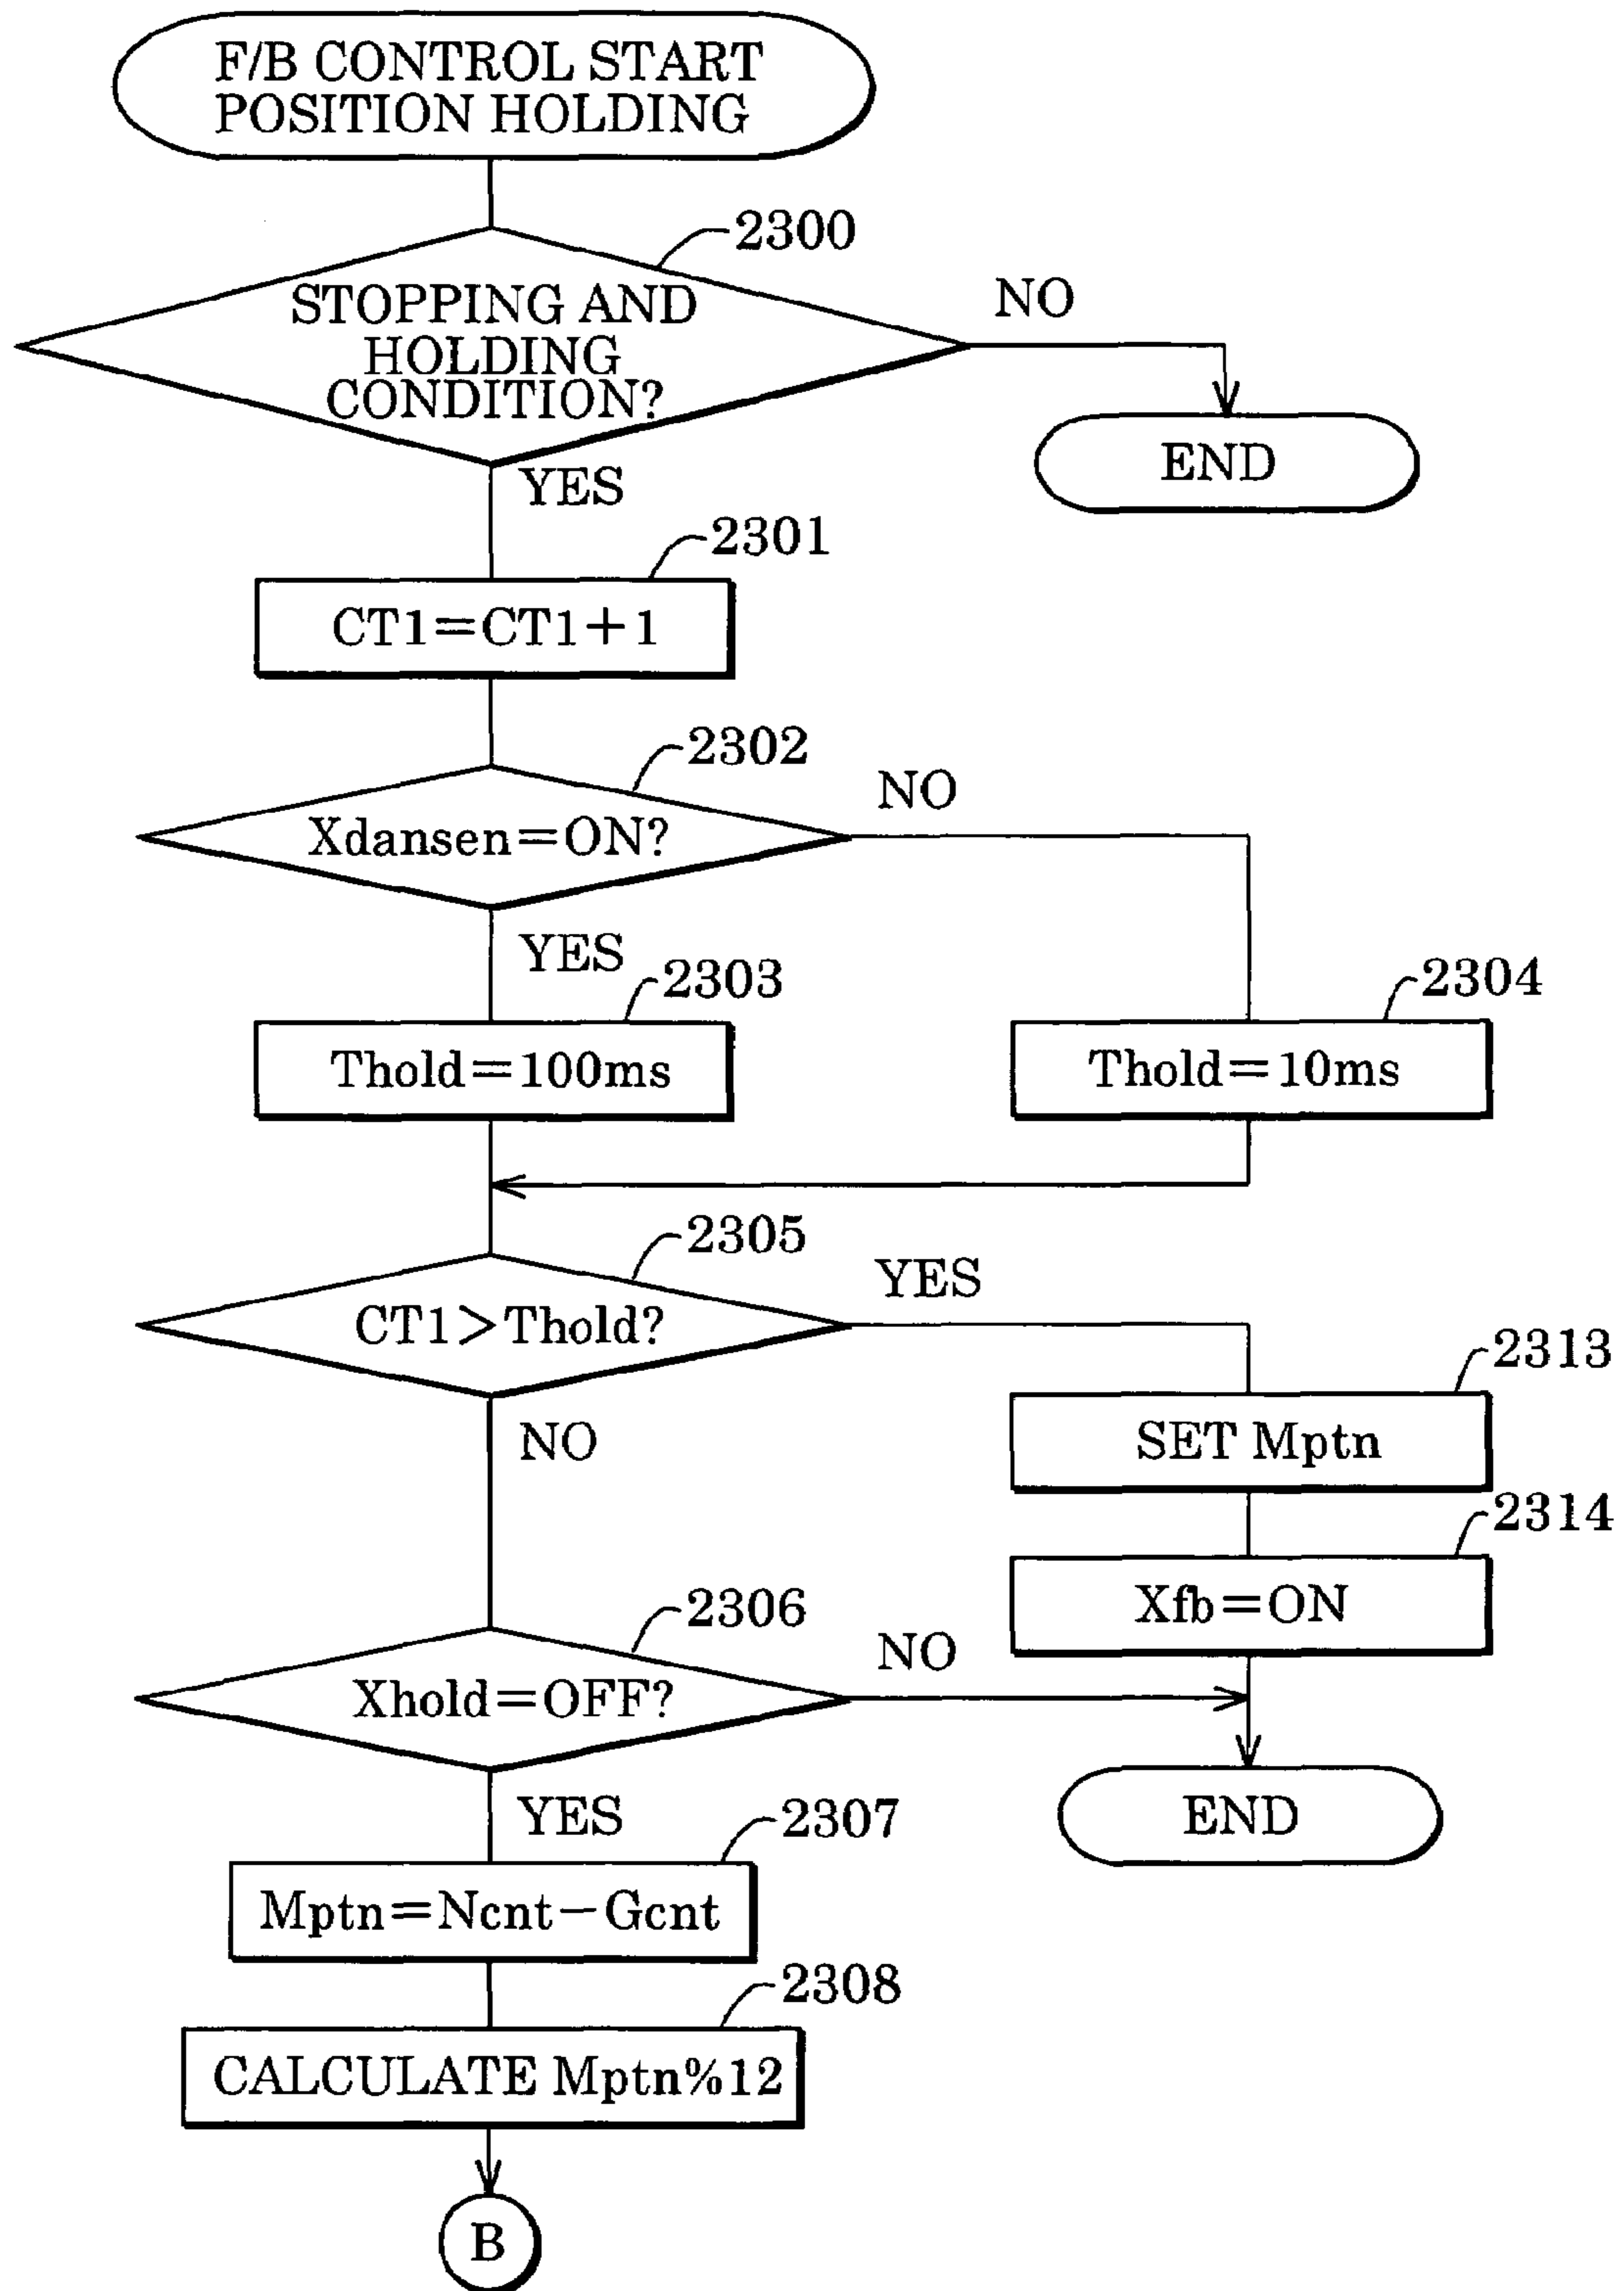 F/B CONTROL START
POSITION HOLDING
2300
STOPPING AND
HOLDING
CONDITION?
NO
END
YES
2301
CT1=CT1+1
2302
Xdansen=ON?
NO
YES
2303
Thold=100ms
2304
Thold=10ms
2305
CT1>Thold?
YES
NO
2313
SET Mptn
2314
Xfb=ON
2306
Xhold=OFF?
NO
END
YES
2307
Mptn=Ncnt−Gcnt
2308
CALCULATE Mptn%12
B